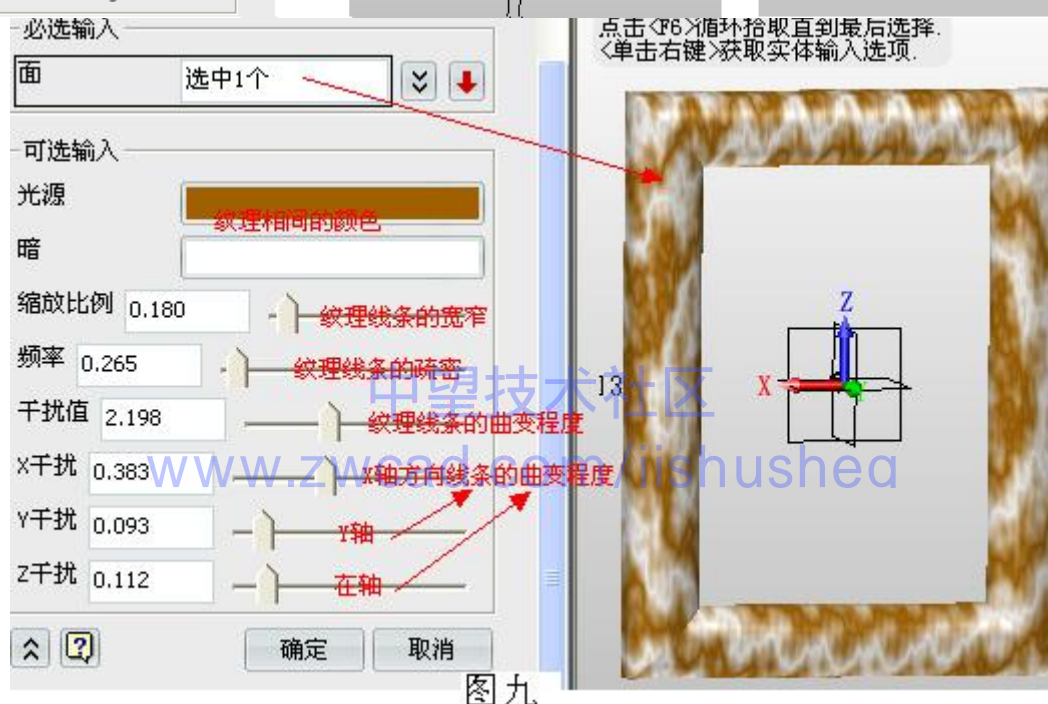 必选输入
面 选中1个
可选输入
光源
纹理相间的颜色
暗
缩放比例 0.180 纹理线条的宽窄
频率 0.265 纹理线条的疏密
干扰值 2.198 纹理线条的曲变程度
X干扰 0.383 X轴方向线条的曲变程度
Y干扰 0.093 Y轴
Z干扰 0.112 在轴
确定 取消
点击<F6>循环拾取直到最后选择.
<单击右键>获取实体输入选项.
Z
X
13
中望技术社区
www.zwcad.com/jishusheq
图九